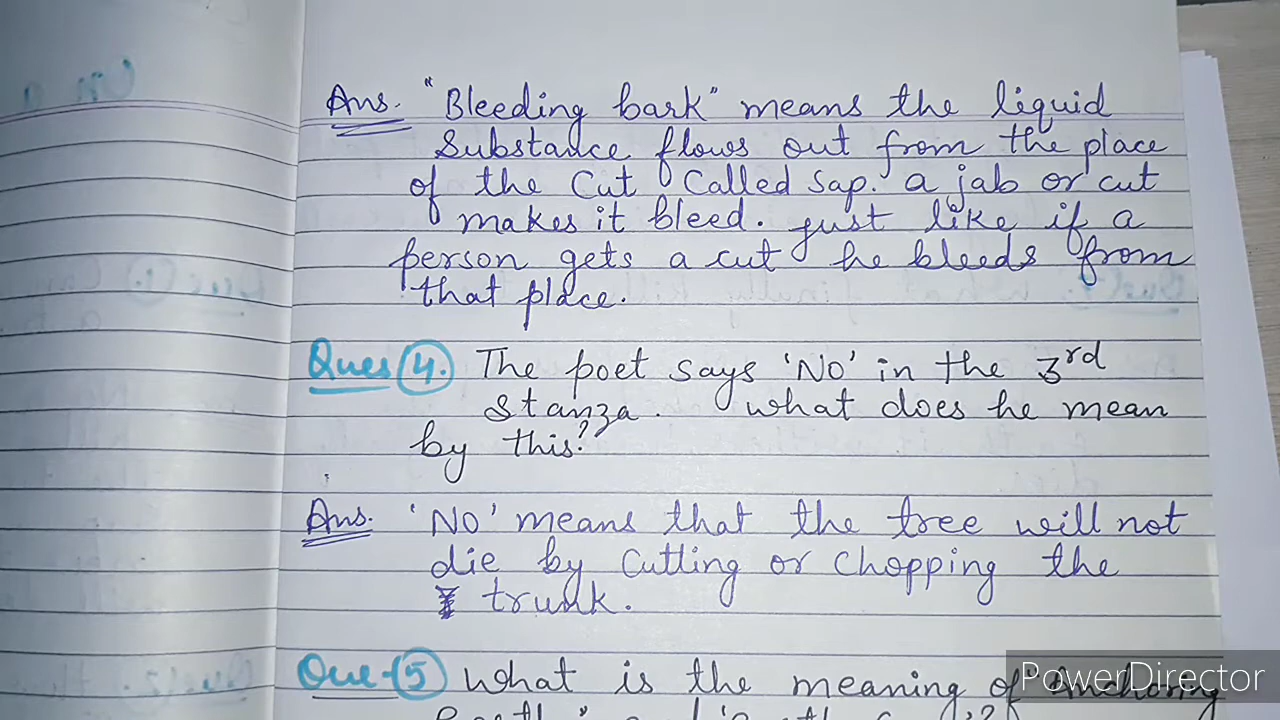 Ans. "Bleeding bark" means the liquid
Substance flows out from the place
of the Cut Called Sap. a jab or cut
makes it bleed. just like if a
person gets a cut he bleeds from
that place.
Ques 4. The poet says 'NO' in the 3rd
stanza. what does he mean
by this?
Ans. 'NO' means that the tree will not
die by Cutting or Chopping the
trunk.
Que-5 What is the meaning of "Anchoring
PowerDirector